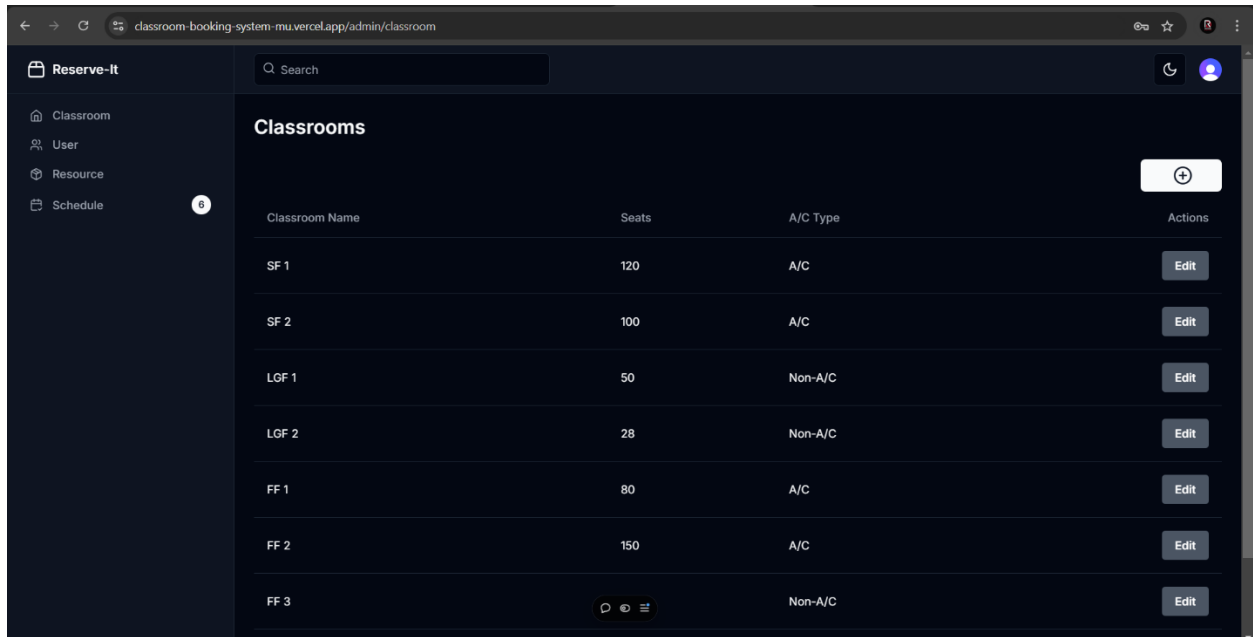 classroom-booking-system-mu.vercel.app/admin/classroom
Reserve-It
Search
Classroom
User
Resource
Schedule 6
Classrooms
Classroom Name Seats A/C Type Actions
SF 1 120 A/C Edit
SF 2 100 A/C Edit
LGF 1 50 Non-A/C Edit
LGF 2 28 Non-A/C Edit
FF 1 80 A/C Edit
FF 2 150 A/C Edit
FF 3 Non-A/C Edit